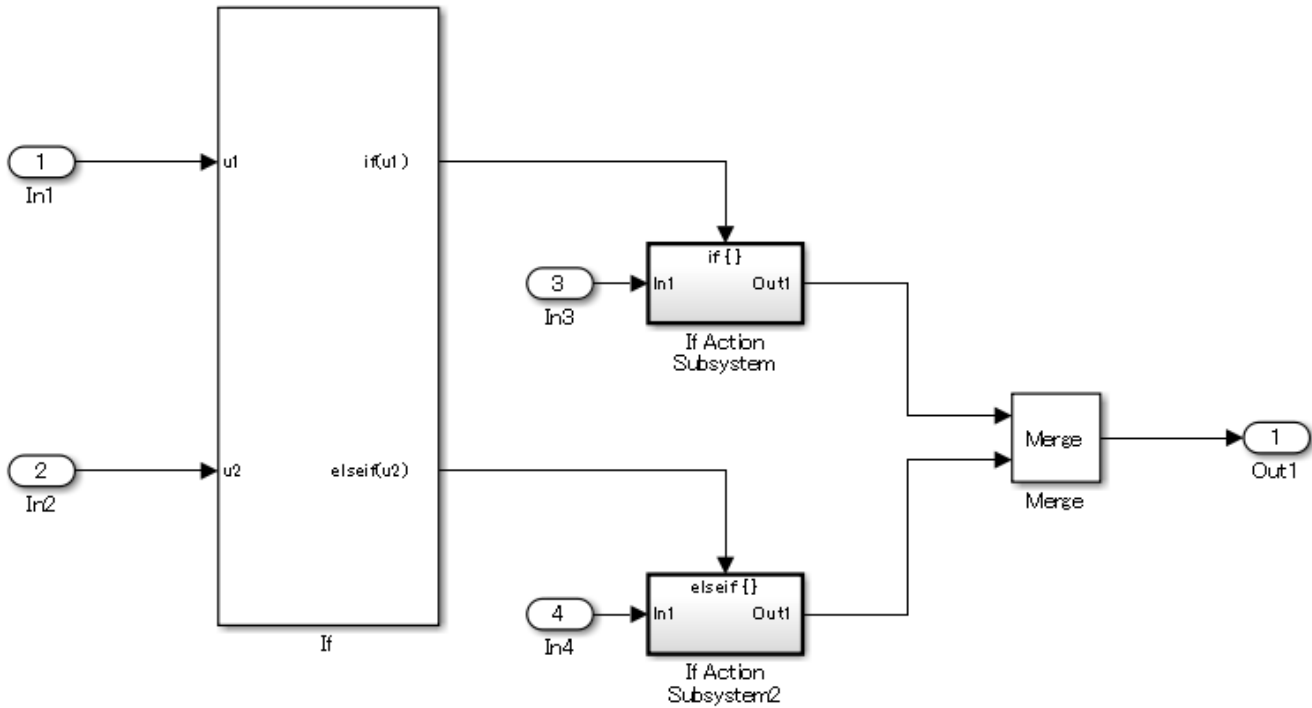 1
In1
2
In2
u1
if(u1)
u2
elseif(u2)
If
3
In3
if { }
In1
Out1
If Action
Subsystem
4
In4
elseif { }
In1
Out1
If Action
Subsystem2
Merge
Merge
1
Out1